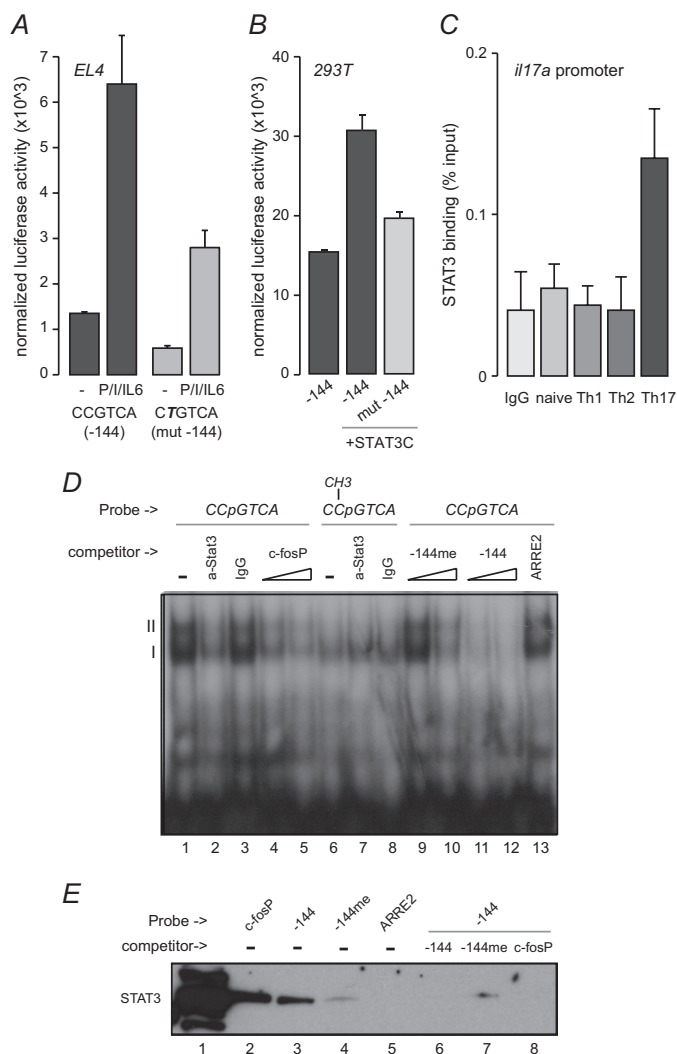 A
normalized luciferase activity (x10^3)
EL4
7
6
5
4
3
2
1
0
- P/I/IL6 - P/I/IL6
CCGTCA CTGTCA
(-144) (mut -144)
B
normalized luciferase activity (x10^3)
293T
40
30
20
10
0
-144 -144 mut -144
+STAT3C
C
STAT3 binding (% input)
il17a promoter
0.2
0.1
0
IgG naive Th1 Th2 Th17
D
CH3
Probe -> CCpGTCA CCpGTCA CCpGTCA
competitor -> - a-Stat3 IgG c-fosP - a-Stat3 IgG -144me -144 ARRE2
II
I
1 2 3 4 5 6 7 8 9 10 11 12 13
E
Probe -> c-fosP -144 -144me ARRE2 -144
competitor-> - - - - -144 -144me c-fosP
STAT3
1 2 3 4 5 6 7 8